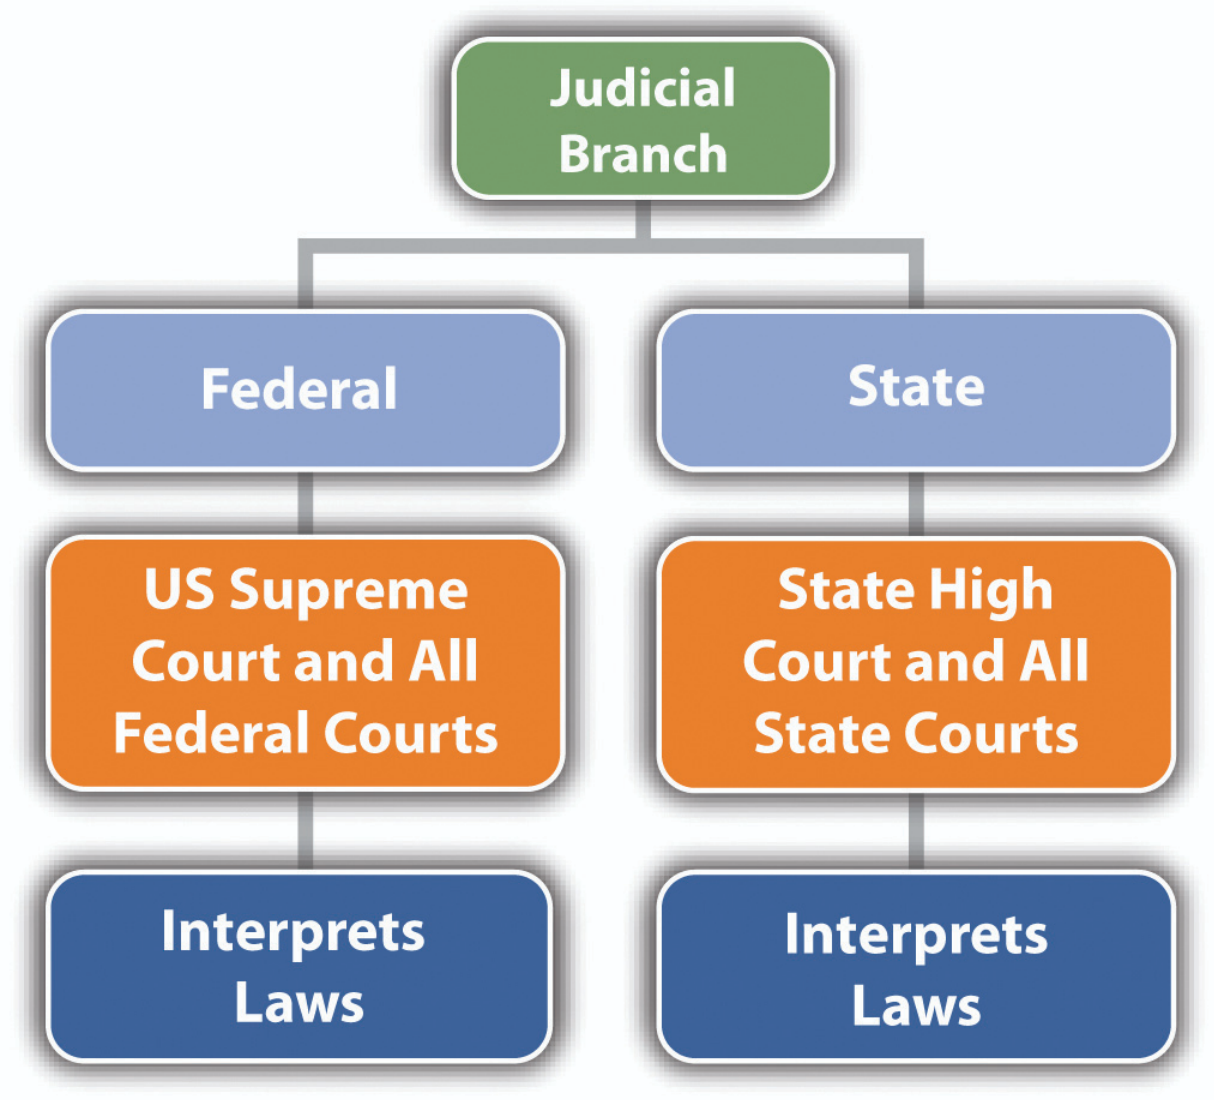 Judicial
Branch
Federal
State
US Supreme
Court and All
Federal Courts
State High
Court and All
State Courts
Interprets
Laws
Interprets
Laws